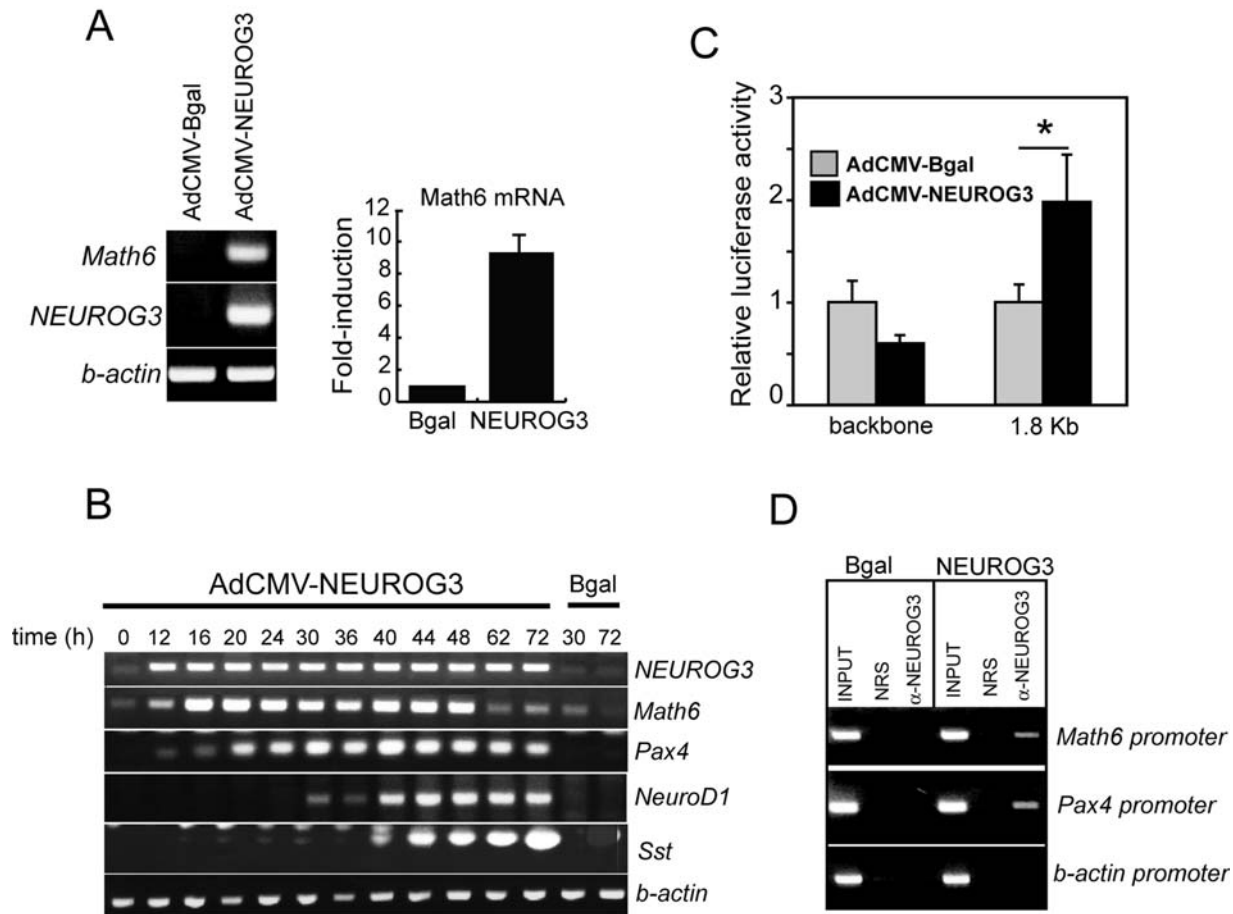 A
AdCMV-Bgal
AdCMV-NEUROG3
Math6
NEUROG3
b-actin
Math6 mRNA
Fold-induction
12
10
8
6
4
2
0
Bgal NEUROG3
C
Relative luciferase activity
3
2
1
0
AdCMV-Bgal
AdCMV-NEUROG3
*
backbone 1.8 Kb
B
AdCMV-NEUROG3 Bgal
time (h) 0 12 16 20 24 30 36 40 44 48 62 72 30 72
NEUROG3
Math6
Pax4
NeuroD1
Sst
b-actin
D
Bgal NEUROG3
INPUT NRS α-NEUROG3 INPUT NRS α-NEUROG3
Math6 promoter
Pax4 promoter
b-actin promoter